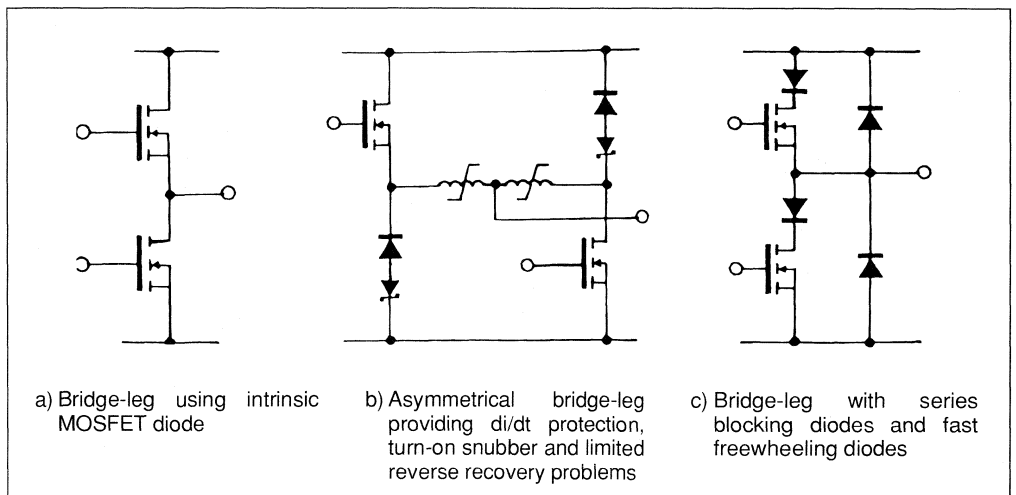 a) Bridge-leg using intrinsic
MOSFET diode
b) Asymmetrical bridge-leg
providing di/dt protection,
turn-on snubber and limited
reverse recovery problems
c) Bridge-leg with series
blocking diodes and fast
freewheeling diodes